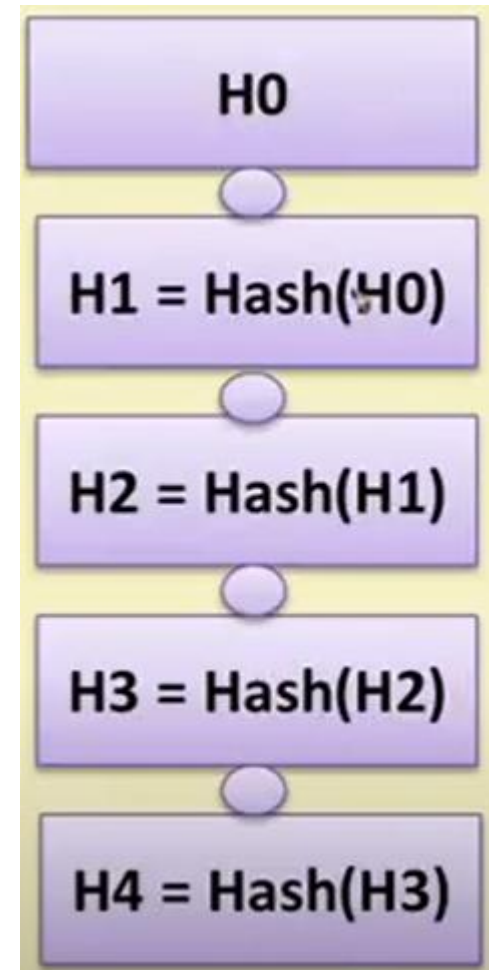 H0
H1 = Hash(H0)
H2 = Hash(H1)
H3 = Hash(H2)
H4 = Hash(H3)